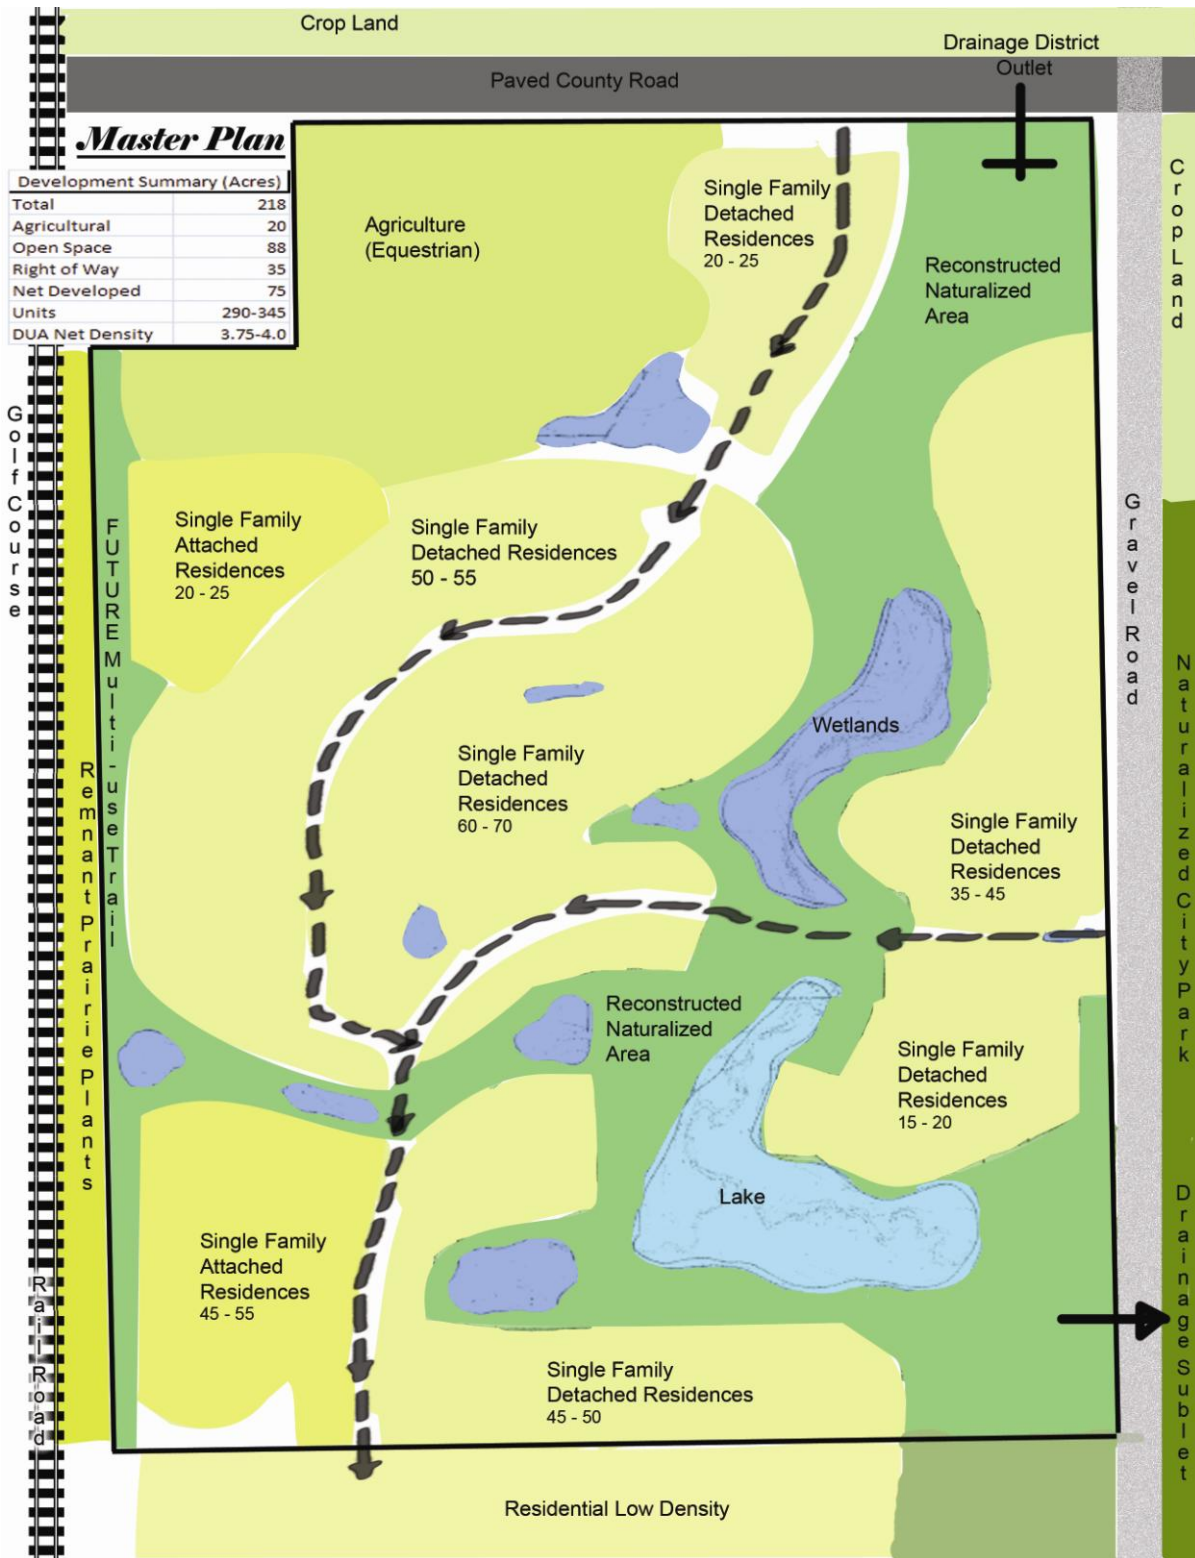 Crop Land
Drainage District
Outlet
Paved County Road
Master Plan
Development Summary (Acres)
Total 218
Agricultural 20
Open Space 88
Right of Way 35
Net Developed 75
Units 290-345
DUA Net Density 3.75-4.0
Agriculture
(Equestrian)
Single Family
Detached
Residences
20 - 25
Reconstructed
Naturalized
Area
Crop Land
Golf Course
Single Family
Attached
Residences
20 - 25
Single Family
Detached Residences
50 - 55
FUTURE Multi-use Trail
Gravel Road
Wetlands
Single Family
Detached
Residences
60 - 70
Remnant Prairie Plants
Single Family
Detached
Residences
35 - 45
Naturalized City Park
Reconstructed
Naturalized
Area
Single Family
Detached
Residences
15 - 20
Lake
Single Family
Attached
Residences
45 - 55
Rail Road
Drainage Sublet
Single Family
Detached Residences
45 - 50
Residential Low Density